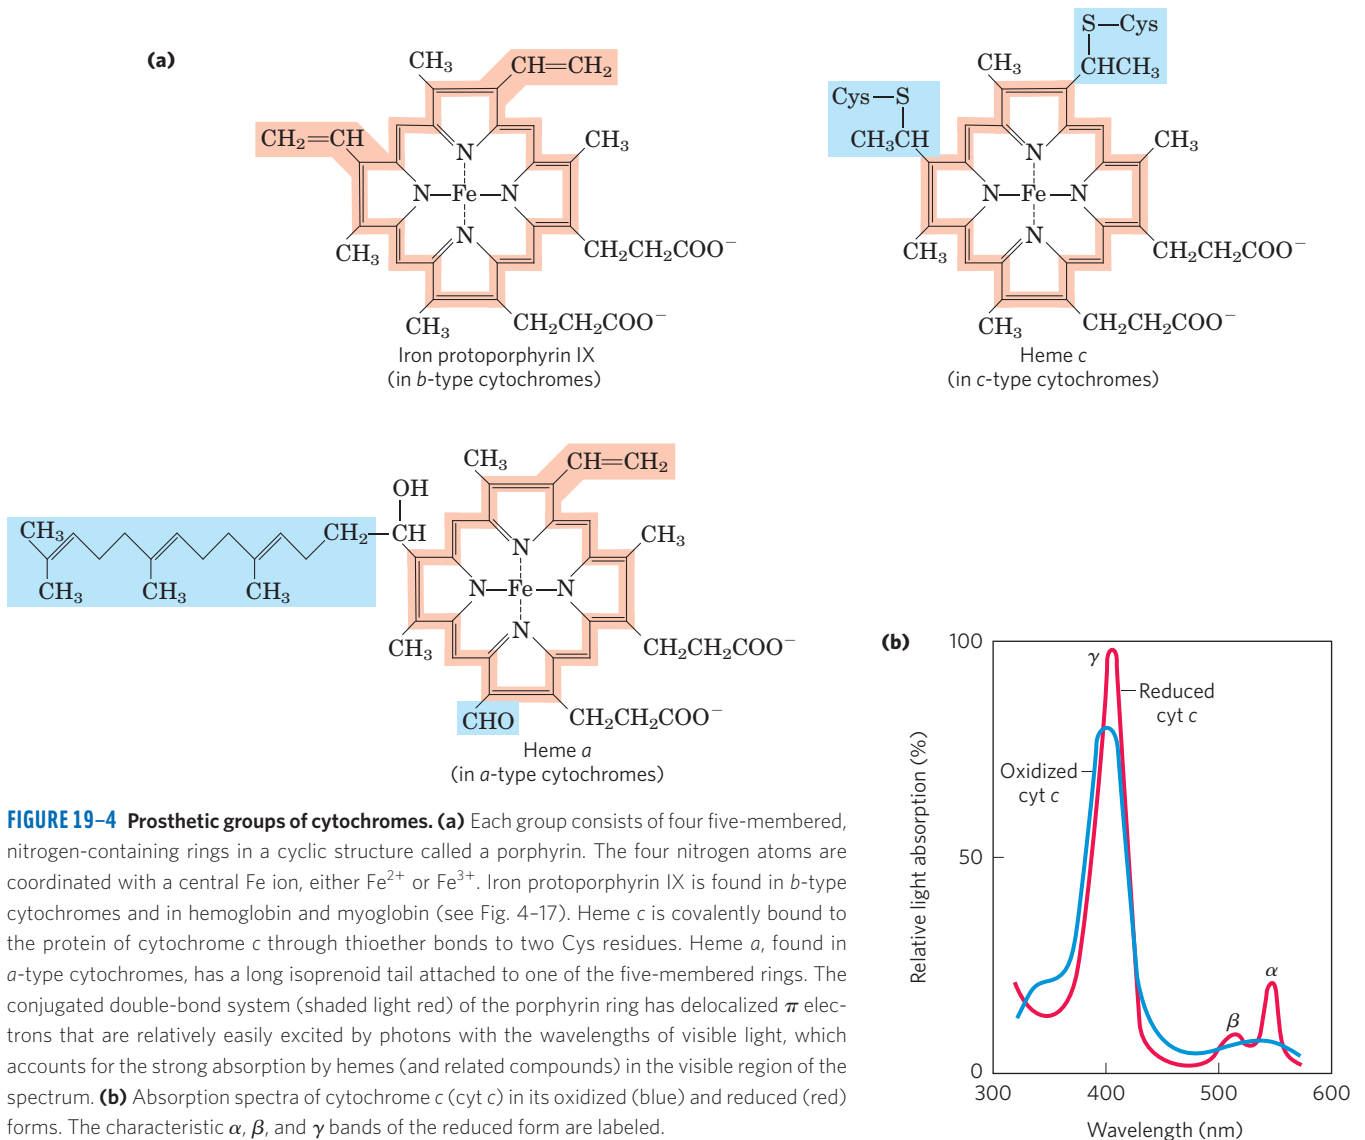 (a)
CH₃
CH=CH₂
CH₂=CH
CH₃
N
N—Fe—N
N
CH₃
CH₂CH₂COO⁻
CH₃
CH₂CH₂COO⁻
Iron protoporphyrin IX
(in b-type cytochromes)
S—Cys
CH₃
CHCH₃
Cys—S
CH₃CH
CH₃
N
N—Fe—N
N
CH₃
CH₂CH₂COO⁻
CH₃
CH₂CH₂COO⁻
Heme c
(in c-type cytochromes)
CH₃
CH=CH₂
OH
CH₃
CH₂
CH
CH₃
CH₃
CH₃
CH₃
N
N—Fe—N
N
CH₃
CH₂CH₂COO⁻
CHO
CH₂CH₂COO⁻
Heme a
(in a-type cytochromes)
(b)
100
γ
Reduced
cyt c
Oxidized
cyt c
Relative light absorption (%)
50
α
β
0
300
400
500
600
Wavelength (nm)
FIGURE 19–4 Prosthetic groups of cytochromes. (a) Each group consists of four five-membered,
nitrogen-containing rings in a cyclic structure called a porphyrin. The four nitrogen atoms are
coordinated with a central Fe ion, either Fe²⁺ or Fe³⁺. Iron protoporphyrin IX is found in b-type
cytochromes and in hemoglobin and myoglobin (see Fig. 4–17). Heme c is covalently bound to
the protein of cytochrome c through thioether bonds to two Cys residues. Heme a, found in
a-type cytochromes, has a long isoprenoid tail attached to one of the five-membered rings. The
conjugated double-bond system (shaded light red) of the porphyrin ring has delocalized π elec-
trons that are relatively easily excited by photons with the wavelengths of visible light, which
accounts for the strong absorption by hemes (and related compounds) in the visible region of the
spectrum. (b) Absorption spectra of cytochrome c (cyt c) in its oxidized (blue) and reduced (red)
forms. The characteristic α, β, and γ bands of the reduced form are labeled.